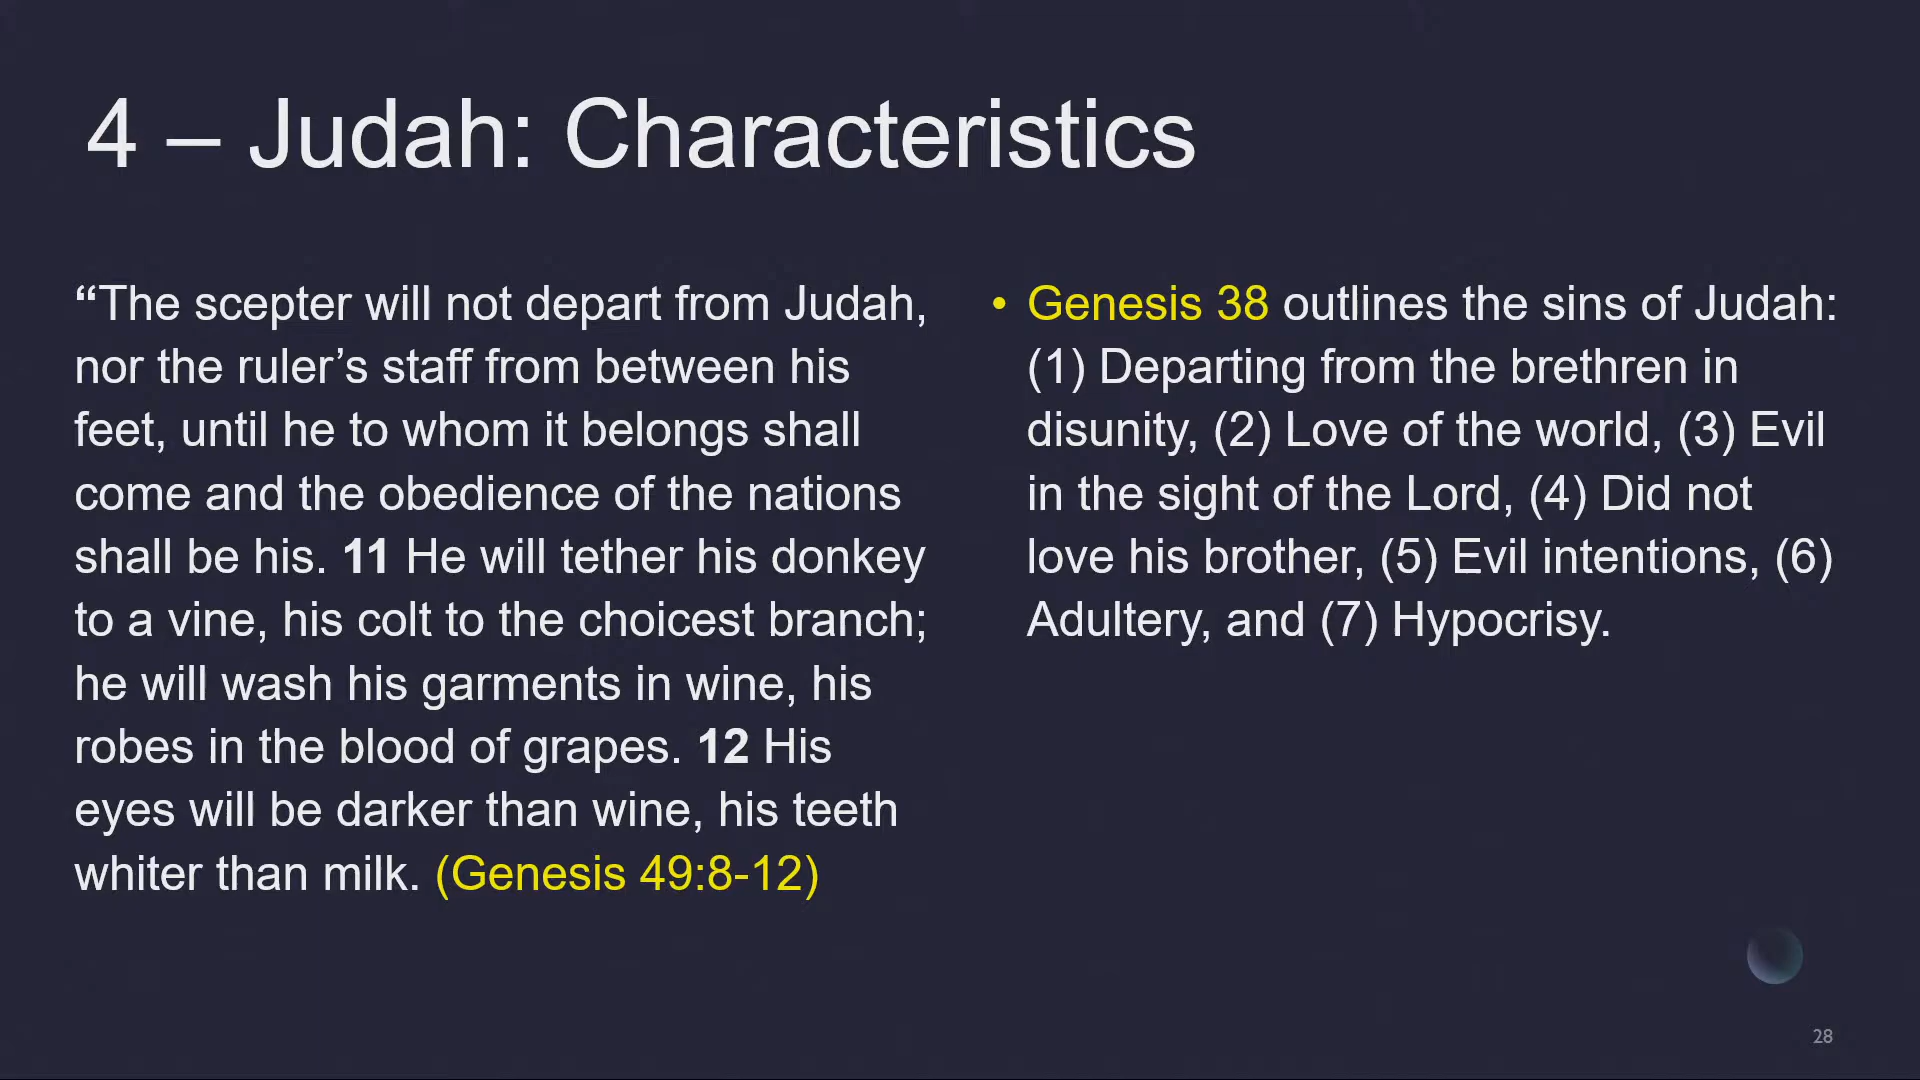 4 – Judah: Characteristics
“The scepter will not depart from Judah,
nor the ruler’s staff from between his
feet, until he to whom it belongs shall
come and the obedience of the nations
shall be his. 11 He will tether his donkey
to a vine, his colt to the choicest branch;
he will wash his garments in wine, his
robes in the blood of grapes. 12 His
eyes will be darker than wine, his teeth
whiter than milk. (Genesis 49:8-12)
• Genesis 38 outlines the sins of Judah:
(1) Departing from the brethren in
disunity, (2) Love of the world, (3) Evil
in the sight of the Lord, (4) Did not
love his brother, (5) Evil intentions, (6)
Adultery, and (7) Hypocrisy.
28